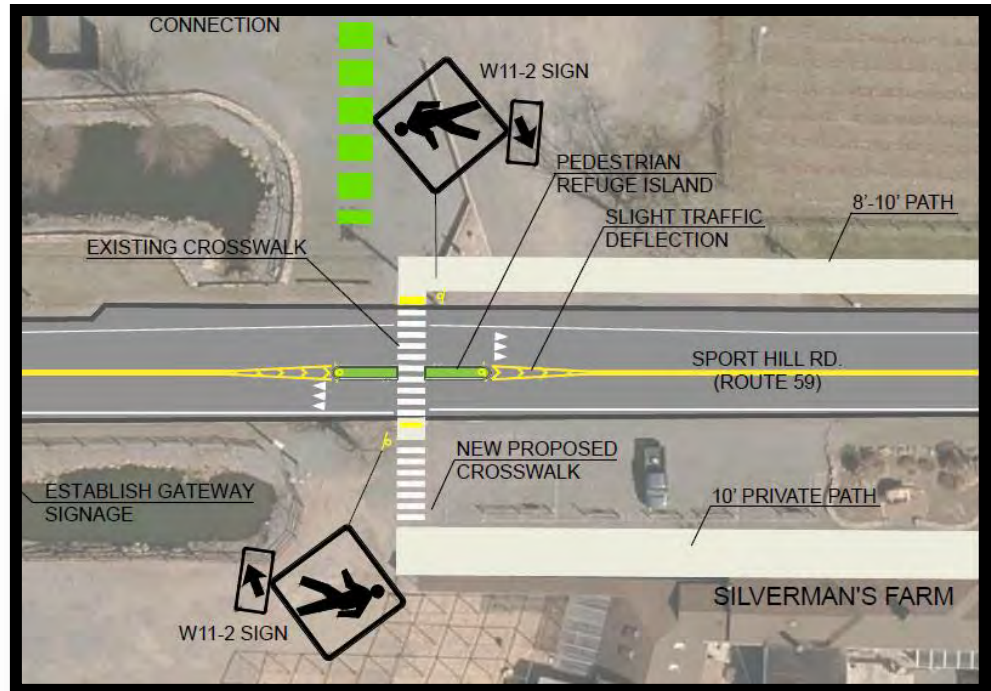 CONNECTION
W11-2 SIGN
PEDESTRIAN
REFUGE ISLAND
8'-10' PATH
SLIGHT TRAFFIC
DEFLECTION
EXISTING CROSSWALK
SPORT HILL RD.
(ROUTE 59)
NEW PROPOSED
CROSSWALK
ESTABLISH GATEWAY
SIGNAGE
10' PRIVATE PATH
SILVERMAN'S FARM
W11-2 SIGN